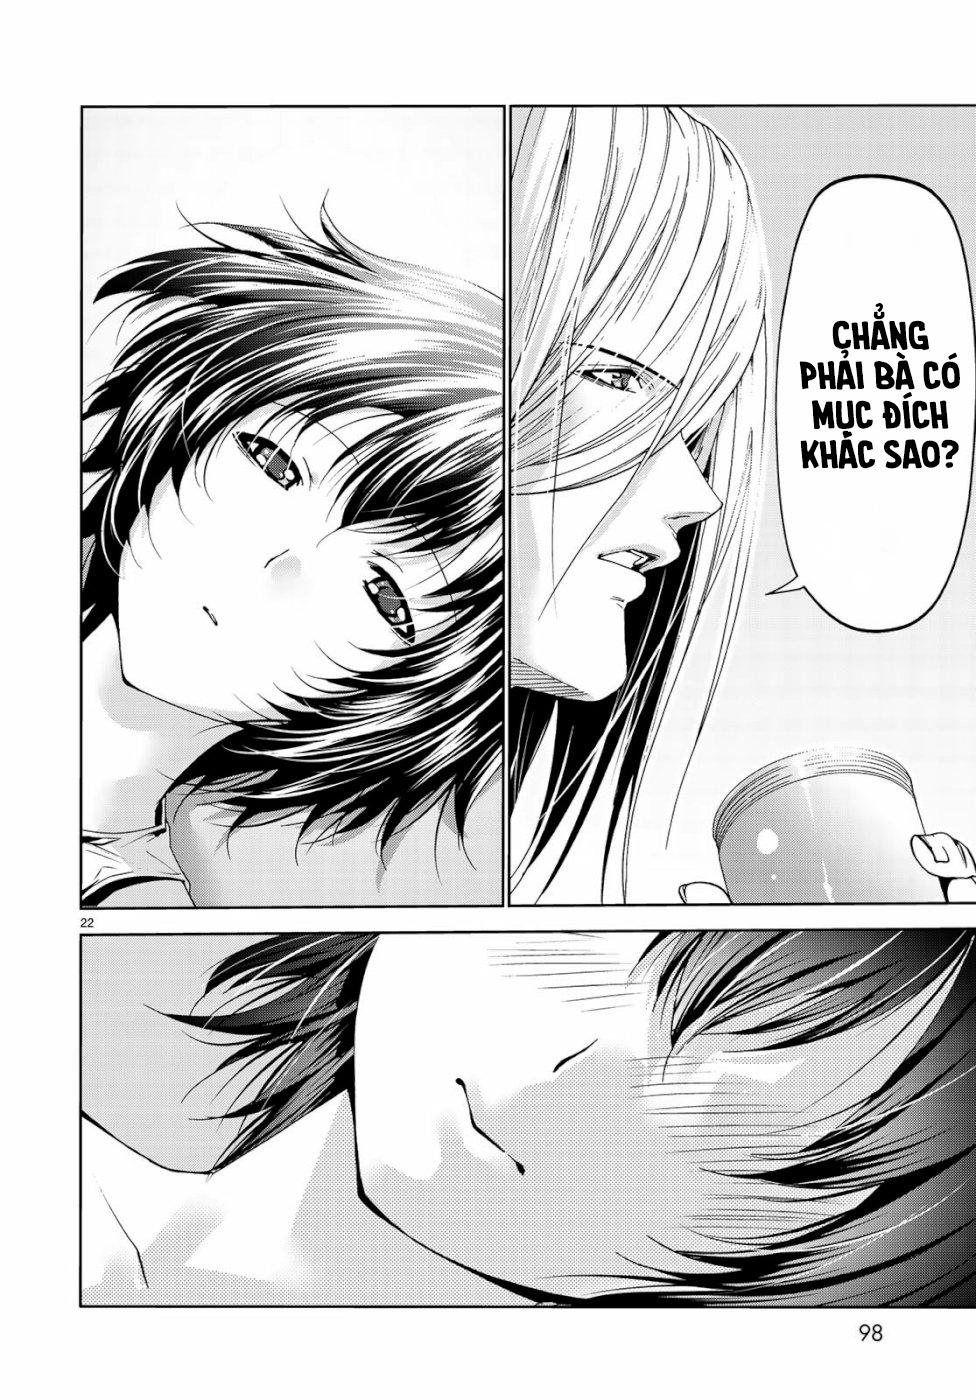 CHẲNG
PHẢI BÀ CÓ
MỤC ĐÍCH
KHÁC SAO?
22
98